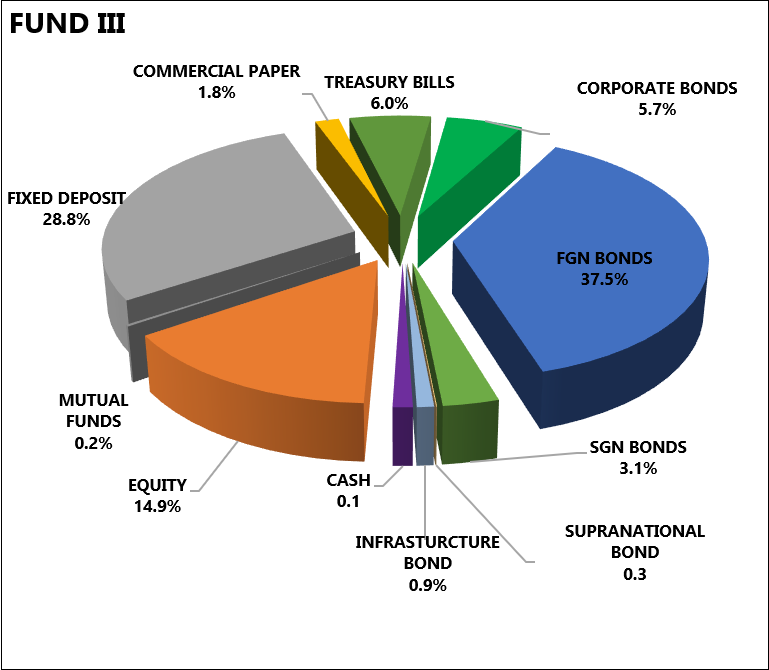 FUND III
COMMERCIAL PAPER
1.8%
TREASURY BILLS
6.0%
CORPORATE BONDS
5.7%
FIXED DEPOSIT
28.8%
FGN BONDS
37.5%
MUTUAL
FUNDS
0.2%
EQUITY
14.9%
CASH
0.1
INFRASTURCTURE
BOND
0.9%
SUPRANATIONAL
BOND
0.3
SGN BONDS
3.1%